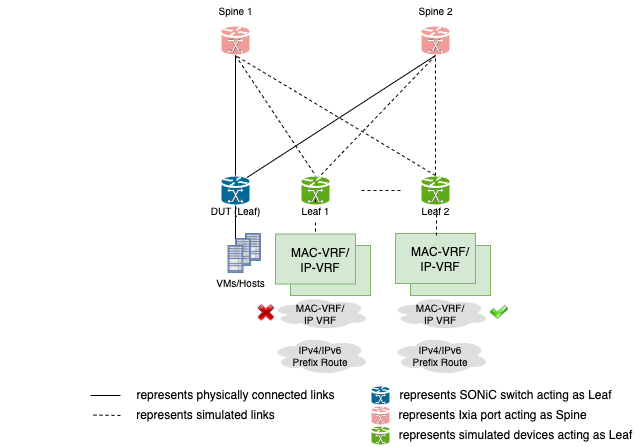 Spine 1
Spine 2
DUT (Leaf)
Leaf 1
Leaf 2
MAC-VRF/
IP-VRF
MAC-VRF/
IP-VRF
VMs/Hosts
MAC-VRF/
IP VRF
MAC-VRF/
IP VRF
IPv4/IPv6
Prefix Route
IPv4/IPv6
Prefix Route
represents physically connected links
represents simulated links
represents SONiC switch acting as Leaf
represents Ixia port acting as Spine
represents simulated devices acting as Leaf